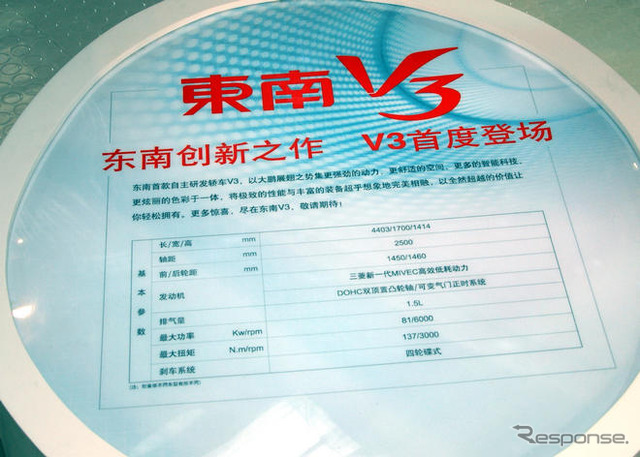 東南 V3
东南创新之作 V3首度登场
东南首款自主研发轿车V3，以大鹏展翅之势集更强劲的动力、更舒适的空间、更多的智能科技、
更炫丽的色彩于一体，将极致的性能与丰富的装备超乎想象地完美相融，以全然超越的价值让
你轻松拥有。更多惊喜，尽在东南V3，敬请期待！
基本参数
长/宽/高 mm 4403/1700/1414
轴距 mm 2500
前/后轮距 mm 1450/1460
发动机 三菱新一代MIVEC高效低耗动力
DOHC双顶置凸轮轴/可变气门正时系统
排气量 1.5L
最大功率 Kw/rpm 81/6000
最大扭矩 N.m/rpm 137/3000
刹车系统 四轮碟式
Response.